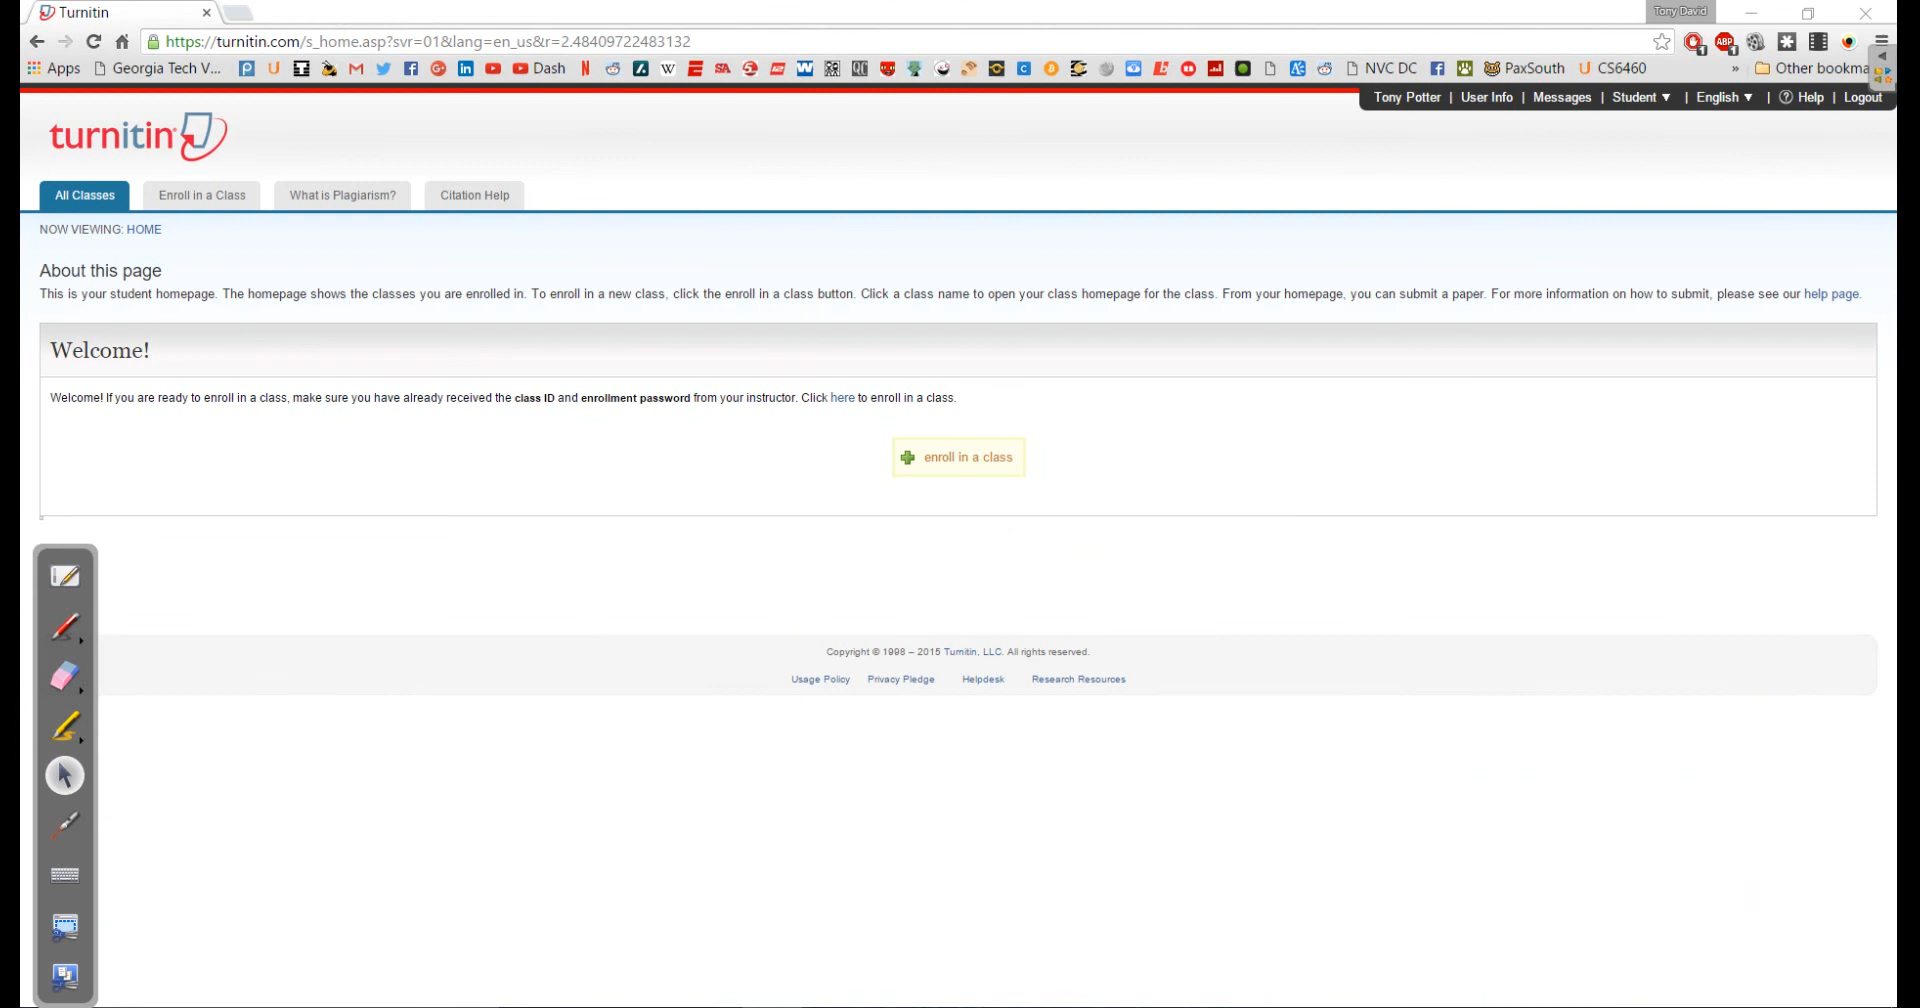 Turnitin
Tony David
https://turnitin.com/s_home.asp?svr=01&lang=en_us&r=2.48409722483132
Apps Georgia Tech V... Dash NVC DC PaxSouth CS6460 » Other bookma
Tony Potter | User Info | Messages | Student ▼ | English ▼ | Help | Logout
turnitin
All Classes Enroll in a Class What is Plagiarism? Citation Help
NOW VIEWING: HOME
About this page
This is your student homepage. The homepage shows the classes you are enrolled in. To enroll in a new class, click the enroll in a class button. Click a class name to open your class homepage for the class. From your homepage, you can submit a paper. For more information on how to submit, please see our help page.
Welcome!
Welcome! If you are ready to enroll in a class, make sure you have already received the class ID and enrollment password from your instructor. Click here to enroll in a class.
enroll in a class
Copyright © 1998 – 2015 Turnitin, LLC. All rights reserved.
Usage Policy Privacy Pledge Helpdesk Research Resources